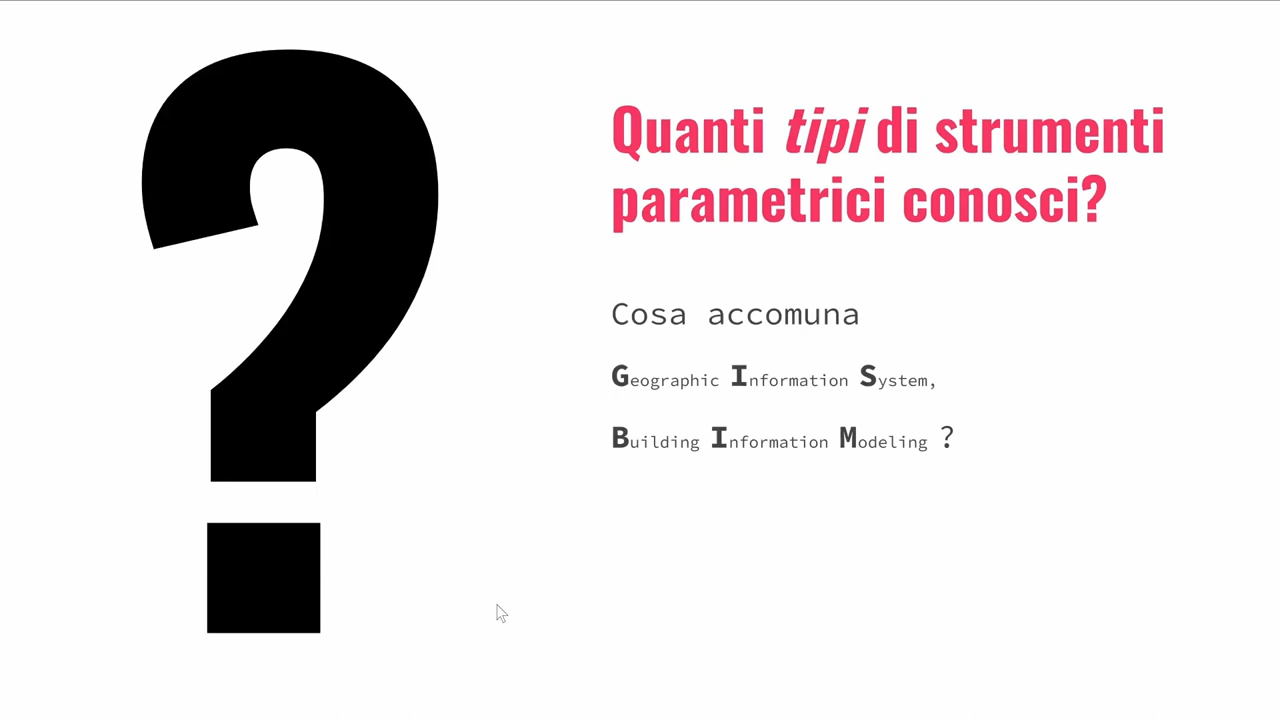 ?
Quanti tipi di strumenti
parametrici conosci?
Cosa accomuna
Geographic Information System,
Building Information Modeling ?